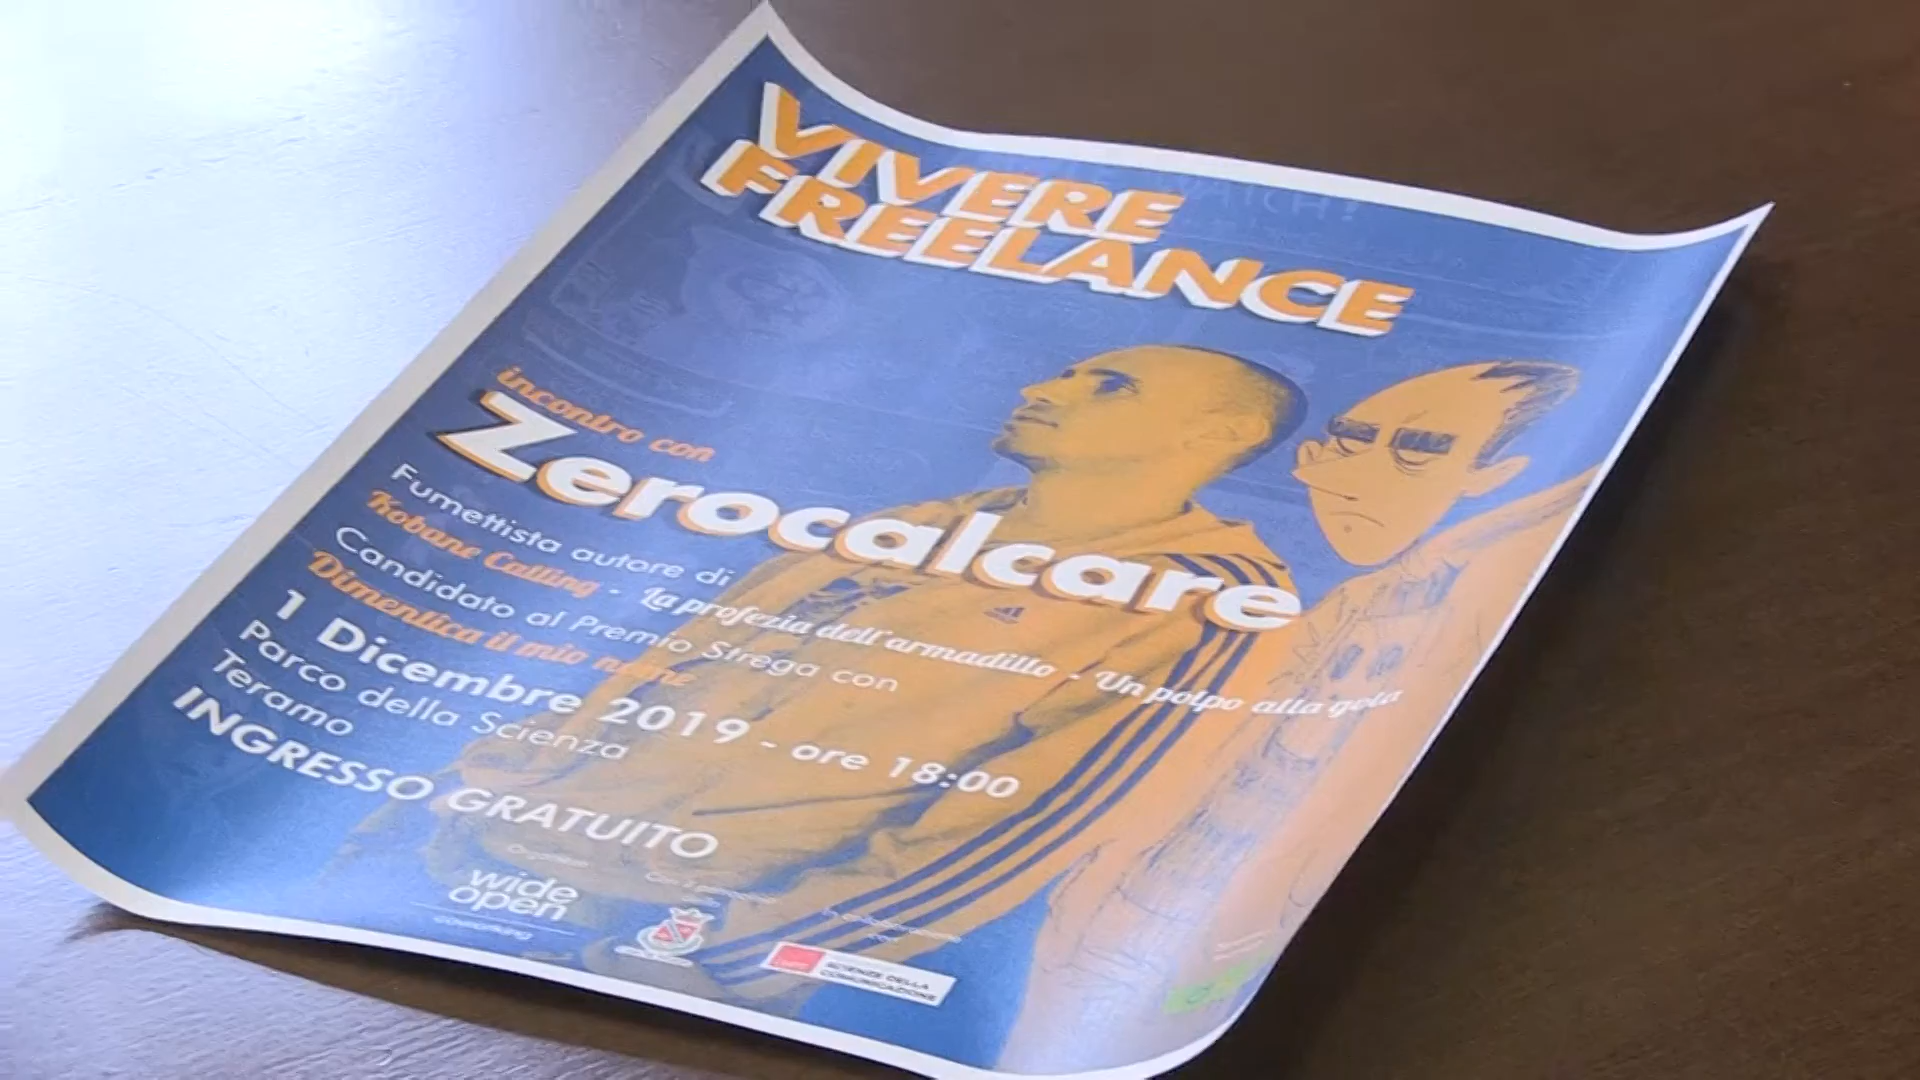 VIVERE
FREELANCE
incontro con
Zerocalcare
Fumettista autore di
Kobane Calling - La profezia dell'armadillo - Un polpo alla gola
Candidato al Premio Strega con
Dimentica il mio nome
1 Dicembre 2019 - ore 18:00
Parco della Scienza
Teramo
INGRESSO GRATUITO
wide
open
coworking
SCIENZE DELLA
COMUNICAZIONE